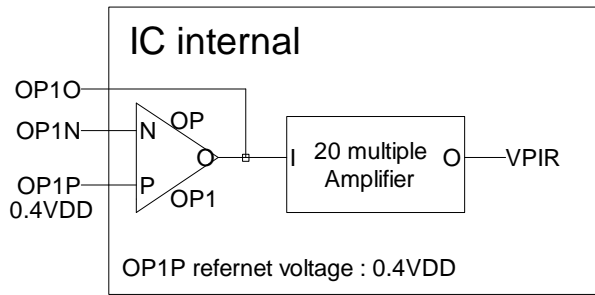 IC internal
OP1O
OP
OP1N
N
O
I
20 multiple
Amplifier
O
VPIR
OP1P
P
OP1
0.4VDD
OP1P refernet voltage : 0.4VDD